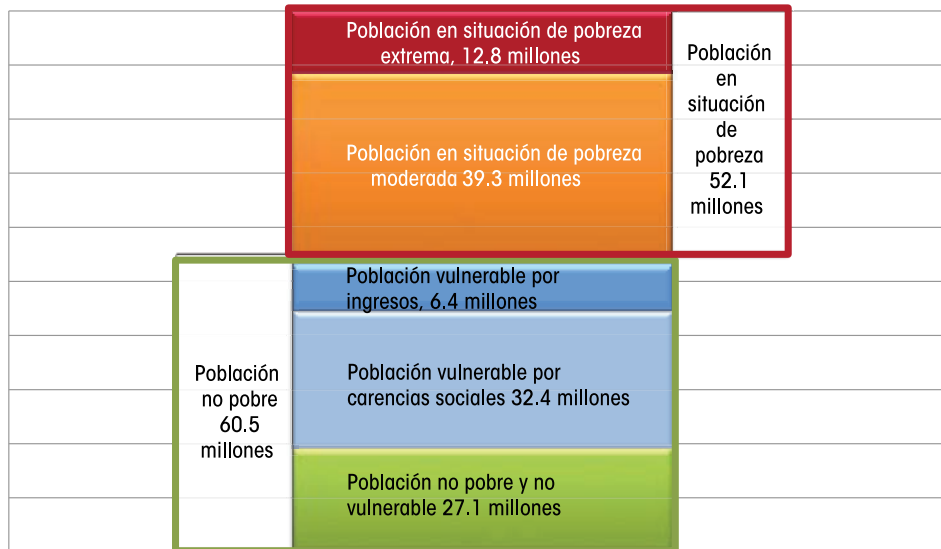 Población en situación de pobreza
extrema, 12.8 millones
Población
en
situación
de
pobreza
52.1
millones
Población en situación de pobreza
moderada 39.3 millones
Población vulnerable por
ingresos, 6.4 millones
Población
no pobre
60.5
millones
Población vulnerable por
carencias sociales 32.4 millones
Población no pobre y no
vulnerable 27.1 millones